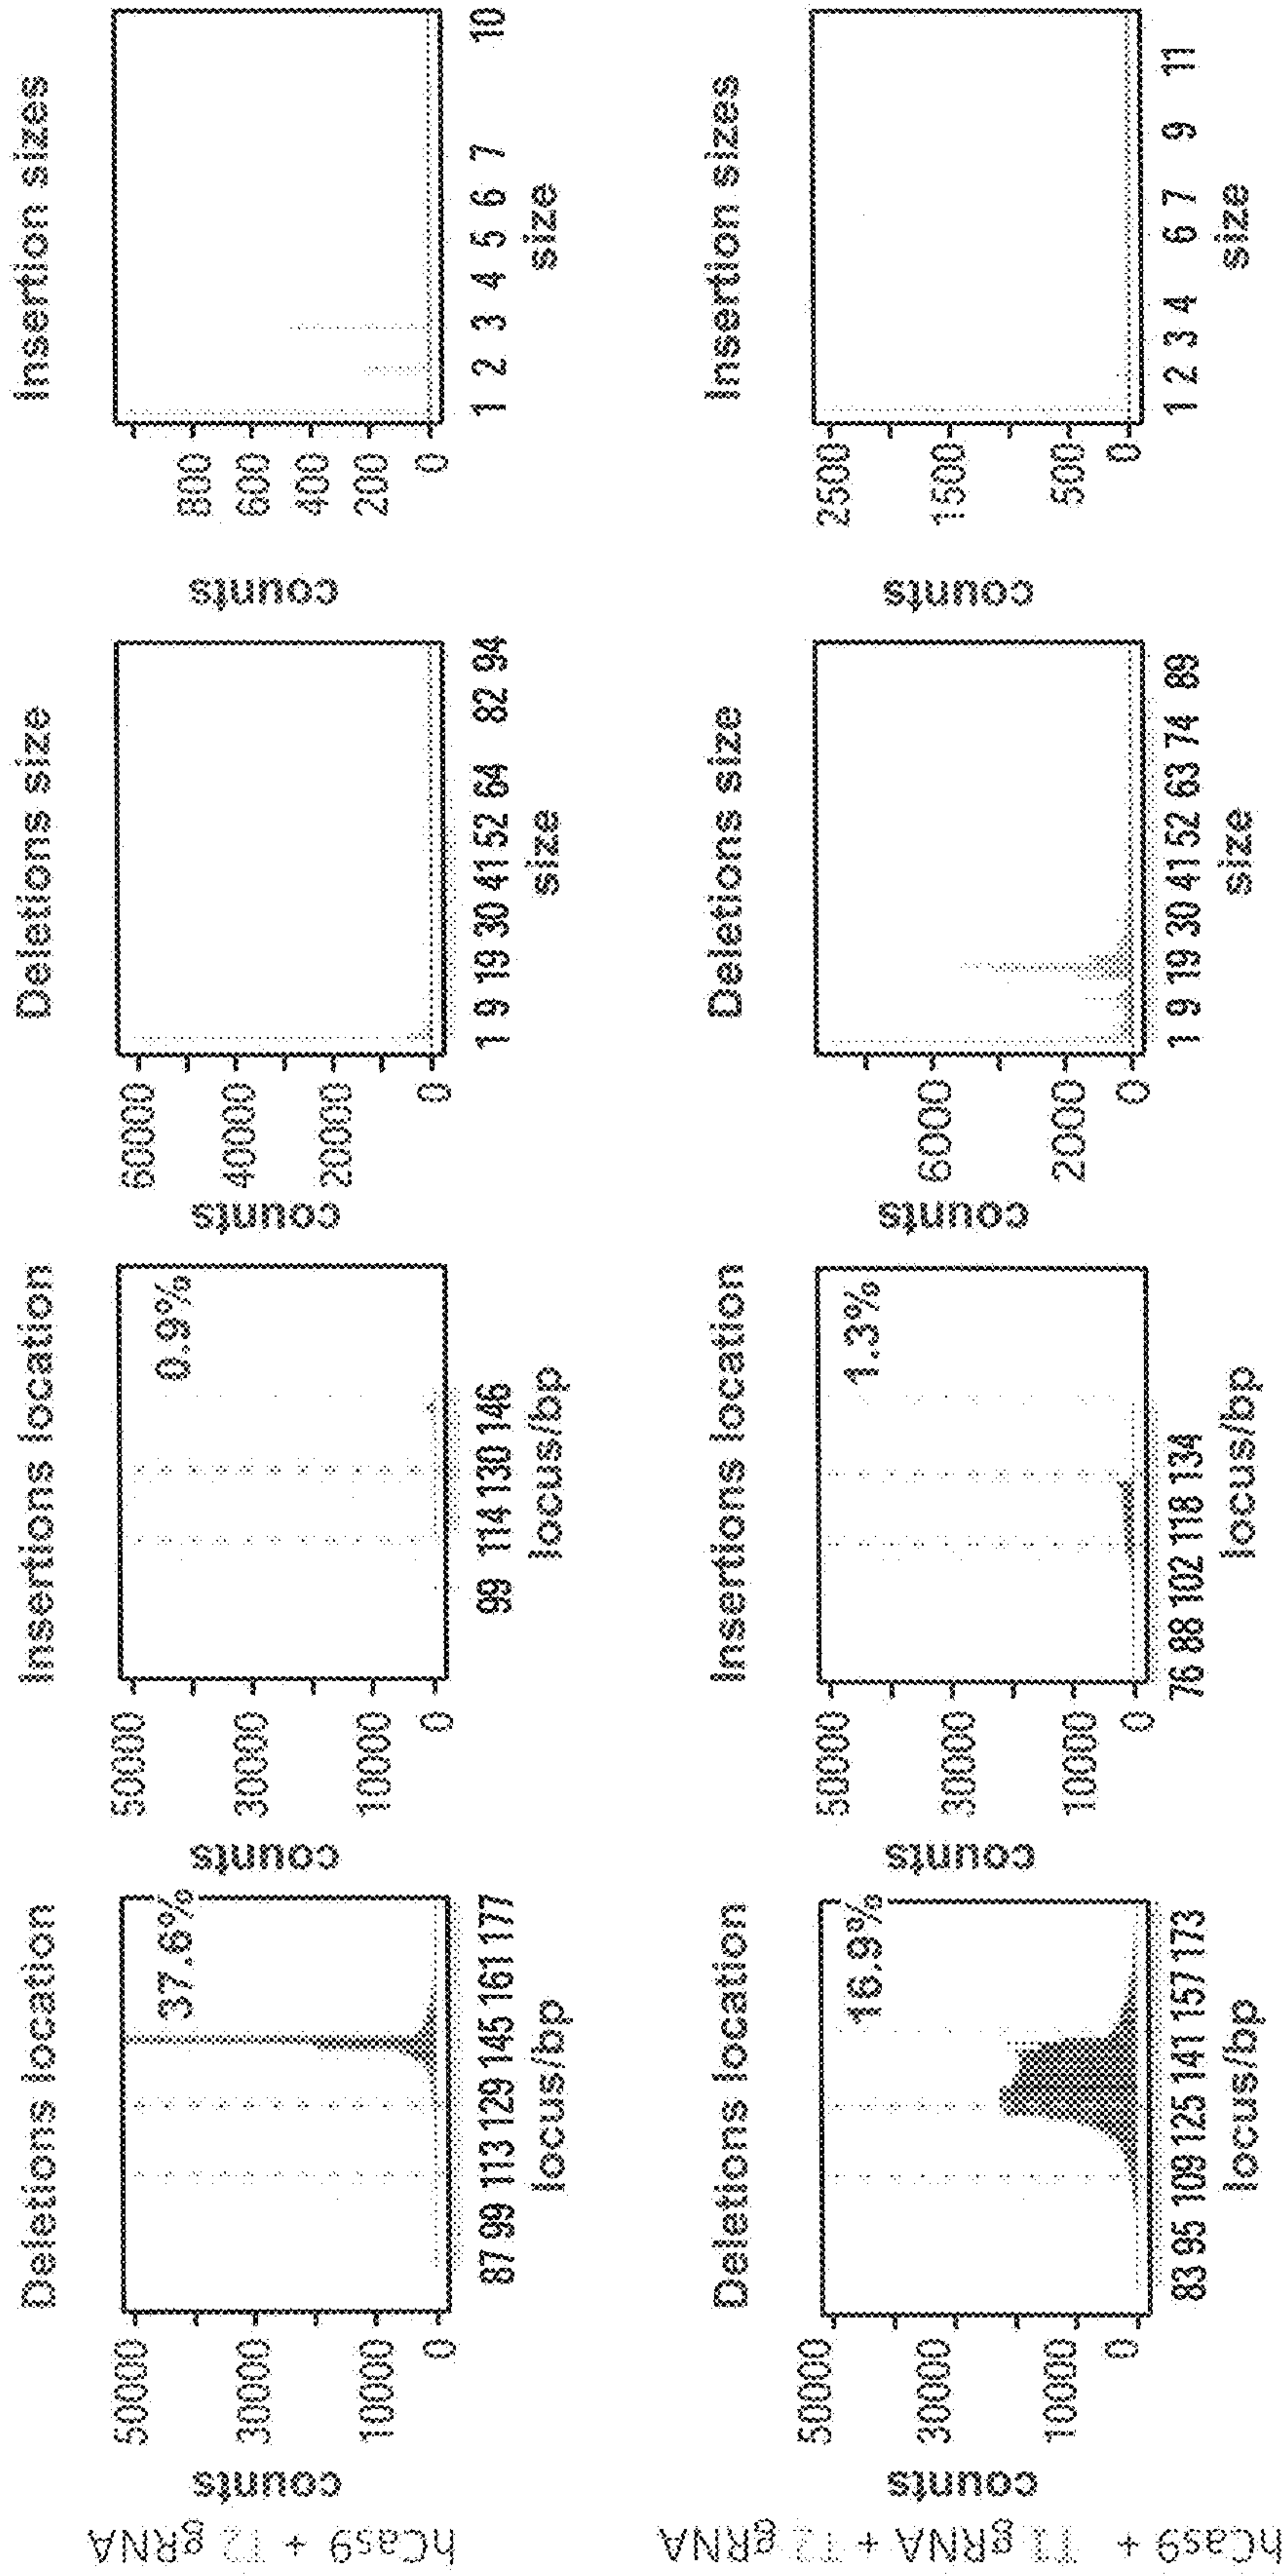 hCas9 + T2 gRNA
Deletions location
counts
50000
30000
10000
0
37.6%
87 99 113 129 145 161 177
locus/bp
Insertions location
counts
50000
30000
10000
0
0.9%
99 114 130 146
locus/bp
Deletions size
counts
60000
40000
20000
0
1 9 19 30 41 52 64 82 94
size
Insertion sizes
counts
800
600
400
200
0
1 2 3 4 5 6 7 10
size
hCas9 + T1 gRNA + T2 gRNA
Deletions location
counts
50000
30000
10000
0
16.9%
83 95 109 125 141 157 173
locus/bp
Insertions location
counts
50000
30000
10000
0
1.3%
76 88 102 118 134
locus/bp
Deletions size
counts
6000
2000
0
1 9 19 30 41 52 63 74 89
size
Insertion sizes
counts
2500
1500
500
0
1 2 3 4 6 7 9 11
size